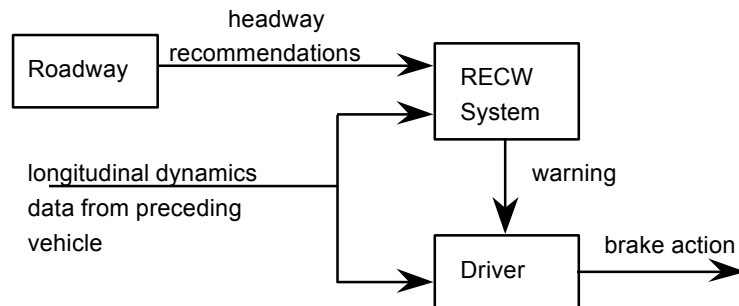 headway
recommendations
Roadway
RECW
System
longitudinal dynamics
data from preceding
vehicle
warning
brake action
Driver